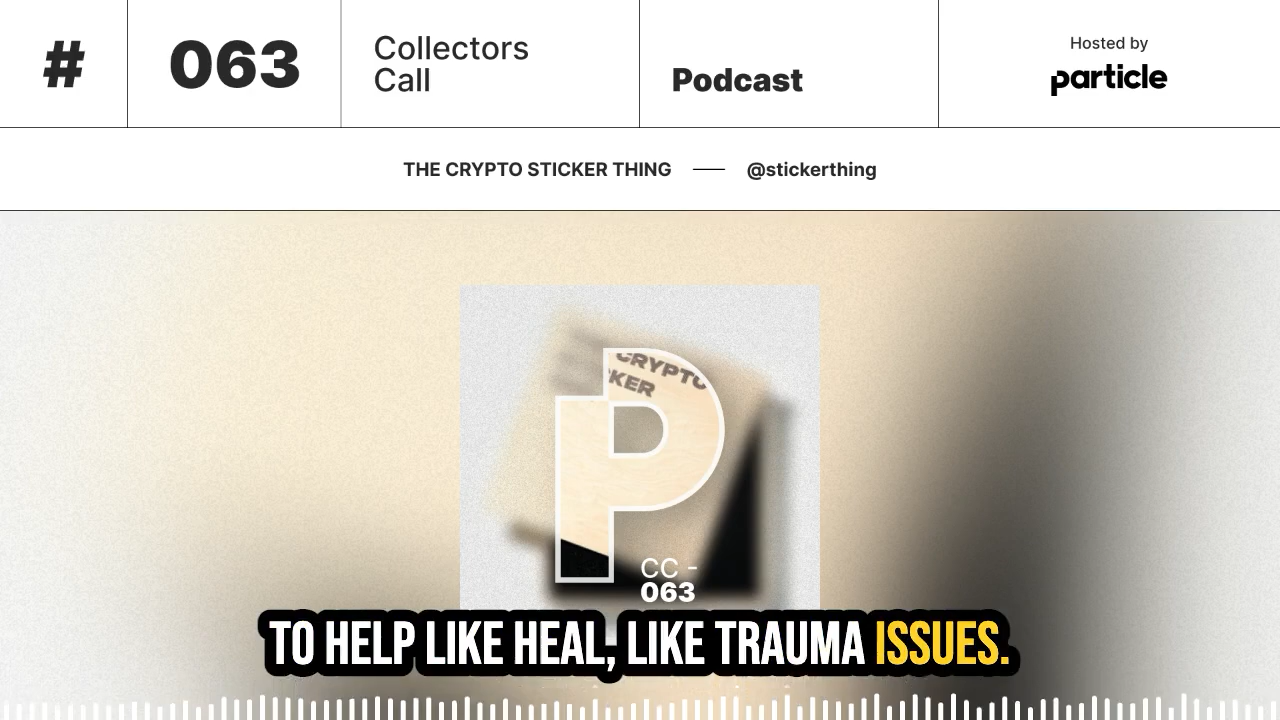 #
063
Collectors
Call
Podcast
Hosted by
particle
THE CRYPTO STICKER THING — @stickerthing
CRYPTO
KER
P
CC -
063
TO HELP LIKE HEAL, LIKE TRAUMA ISSUES.